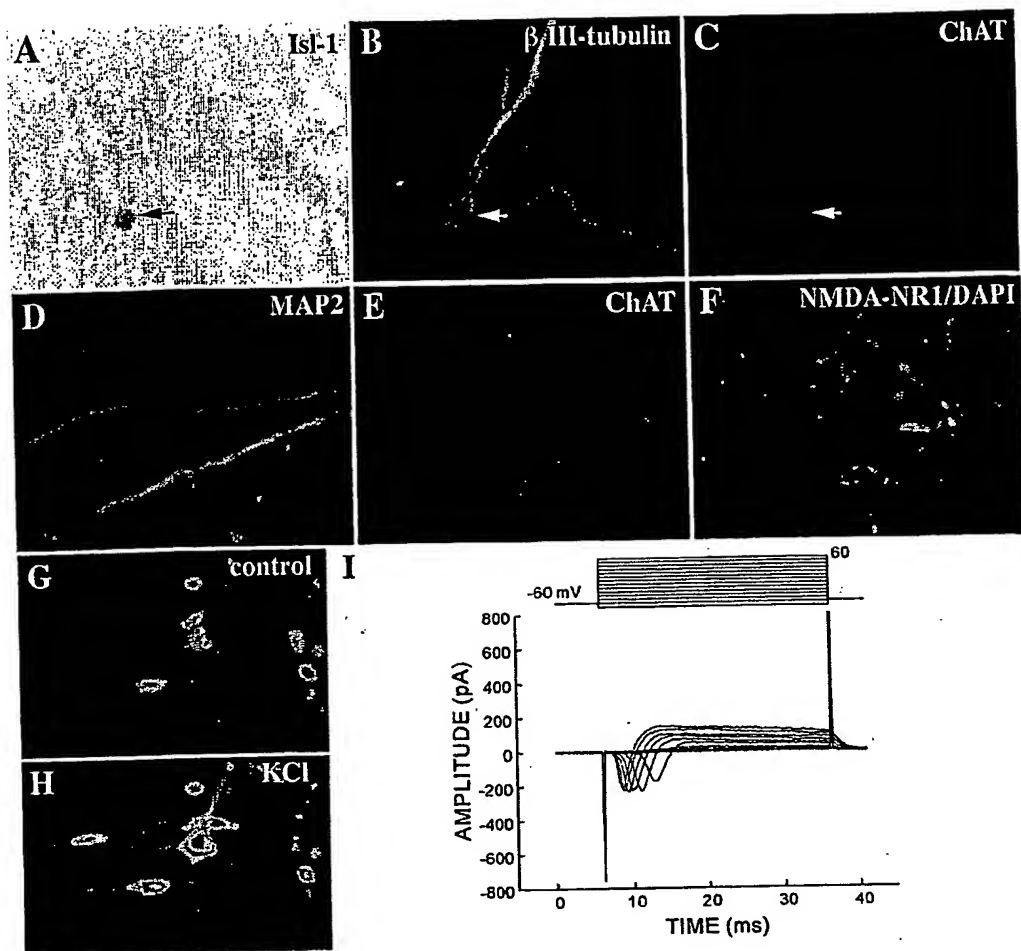 A Isl-1
B β III-tubulin
C ChAT
D MAP2
E ChAT
F NMDA-NR1/DAPI
G control
H KCl
I
60
-60 mV
800
600
400
200
0
-200
-400
-600
-800
AMPLITUDE (pA)
0 10 20 30 40
TIME (ms)